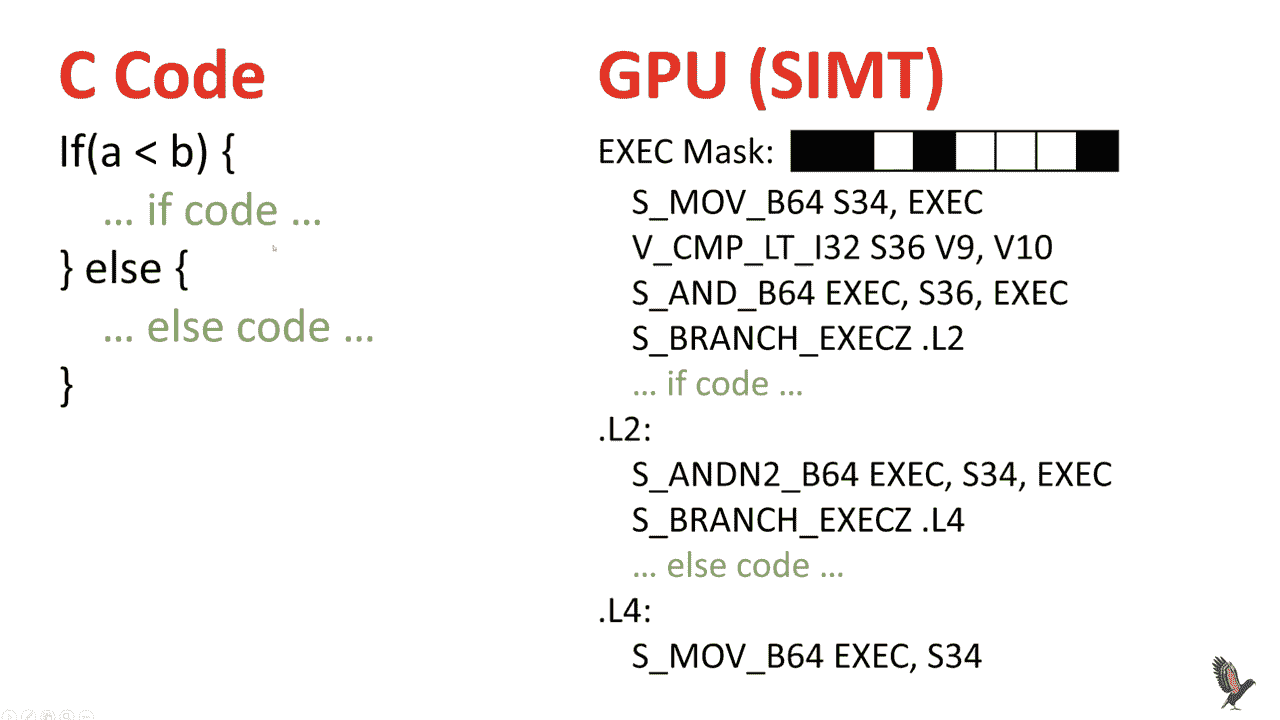 C Code
If(a < b) {
… if code …
} else {
… else code …
}
GPU (SIMT)
EXEC Mask:
S_MOV_B64 S34, EXEC
V_CMP_LT_I32 S36 V9, V10
S_AND_B64 EXEC, S36, EXEC
S_BRANCH_EXECZ .L2
… if code …
.L2:
S_ANDN2_B64 EXEC, S34, EXEC
S_BRANCH_EXECZ .L4
… else code …
.L4:
S_MOV_B64 EXEC, S34